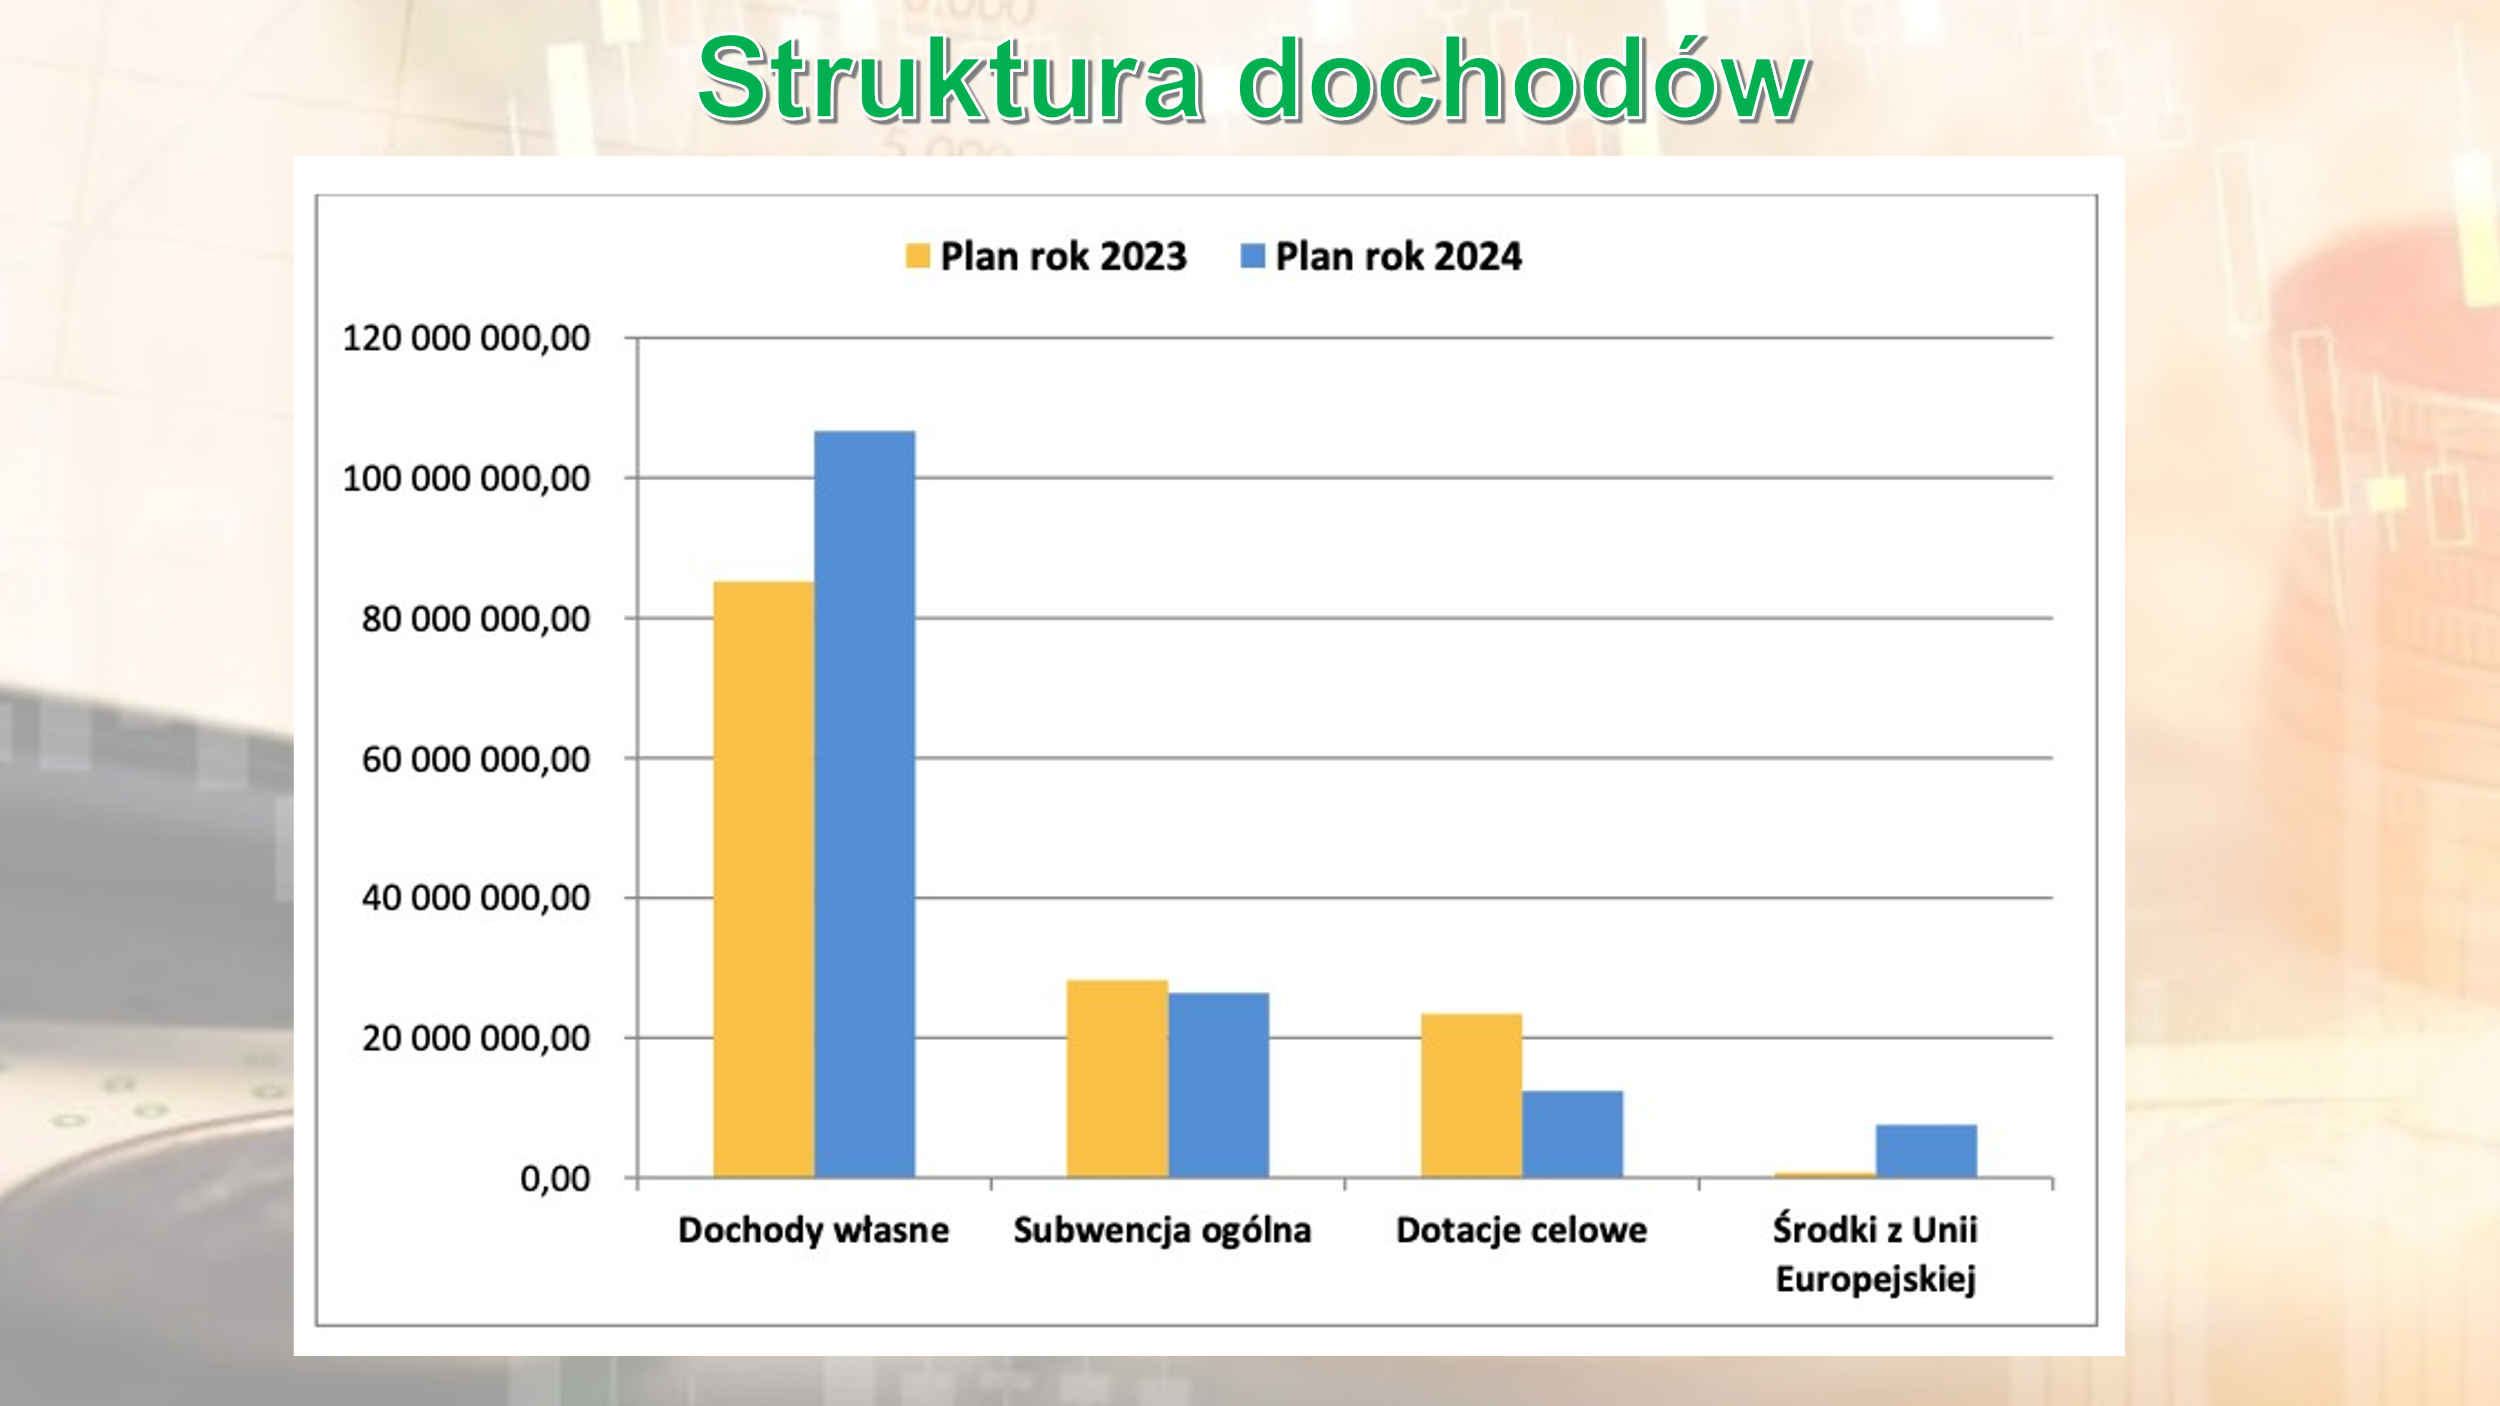 Struktura dochodów
Plan rok 2023 Plan rok 2024
120 000 000,00
100 000 000,00
80 000 000,00
60 000 000,00
40 000 000,00
20 000 000,00
0,00
Dochody własne Subwencja ogólna Dotacje celowe Środki z Unii
Europejskiej